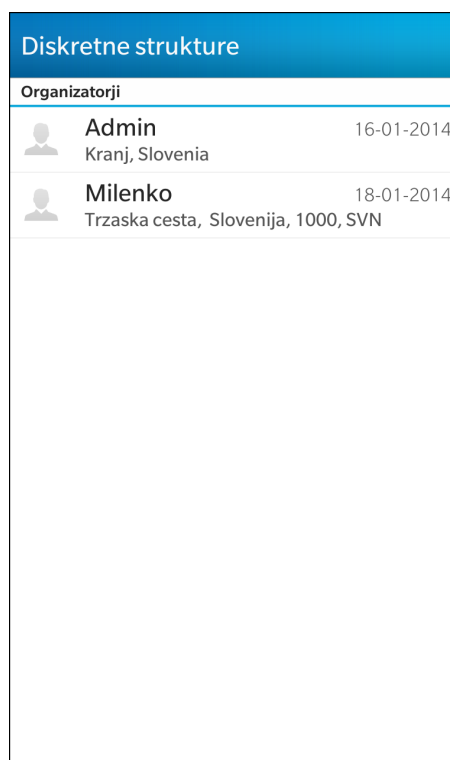 Diskretne strukture
Organizatorji
Admin 16-01-2014
Kranj, Slovenia
Milenko 18-01-2014
Trzaska cesta,  Slovenija, 1000, SVN